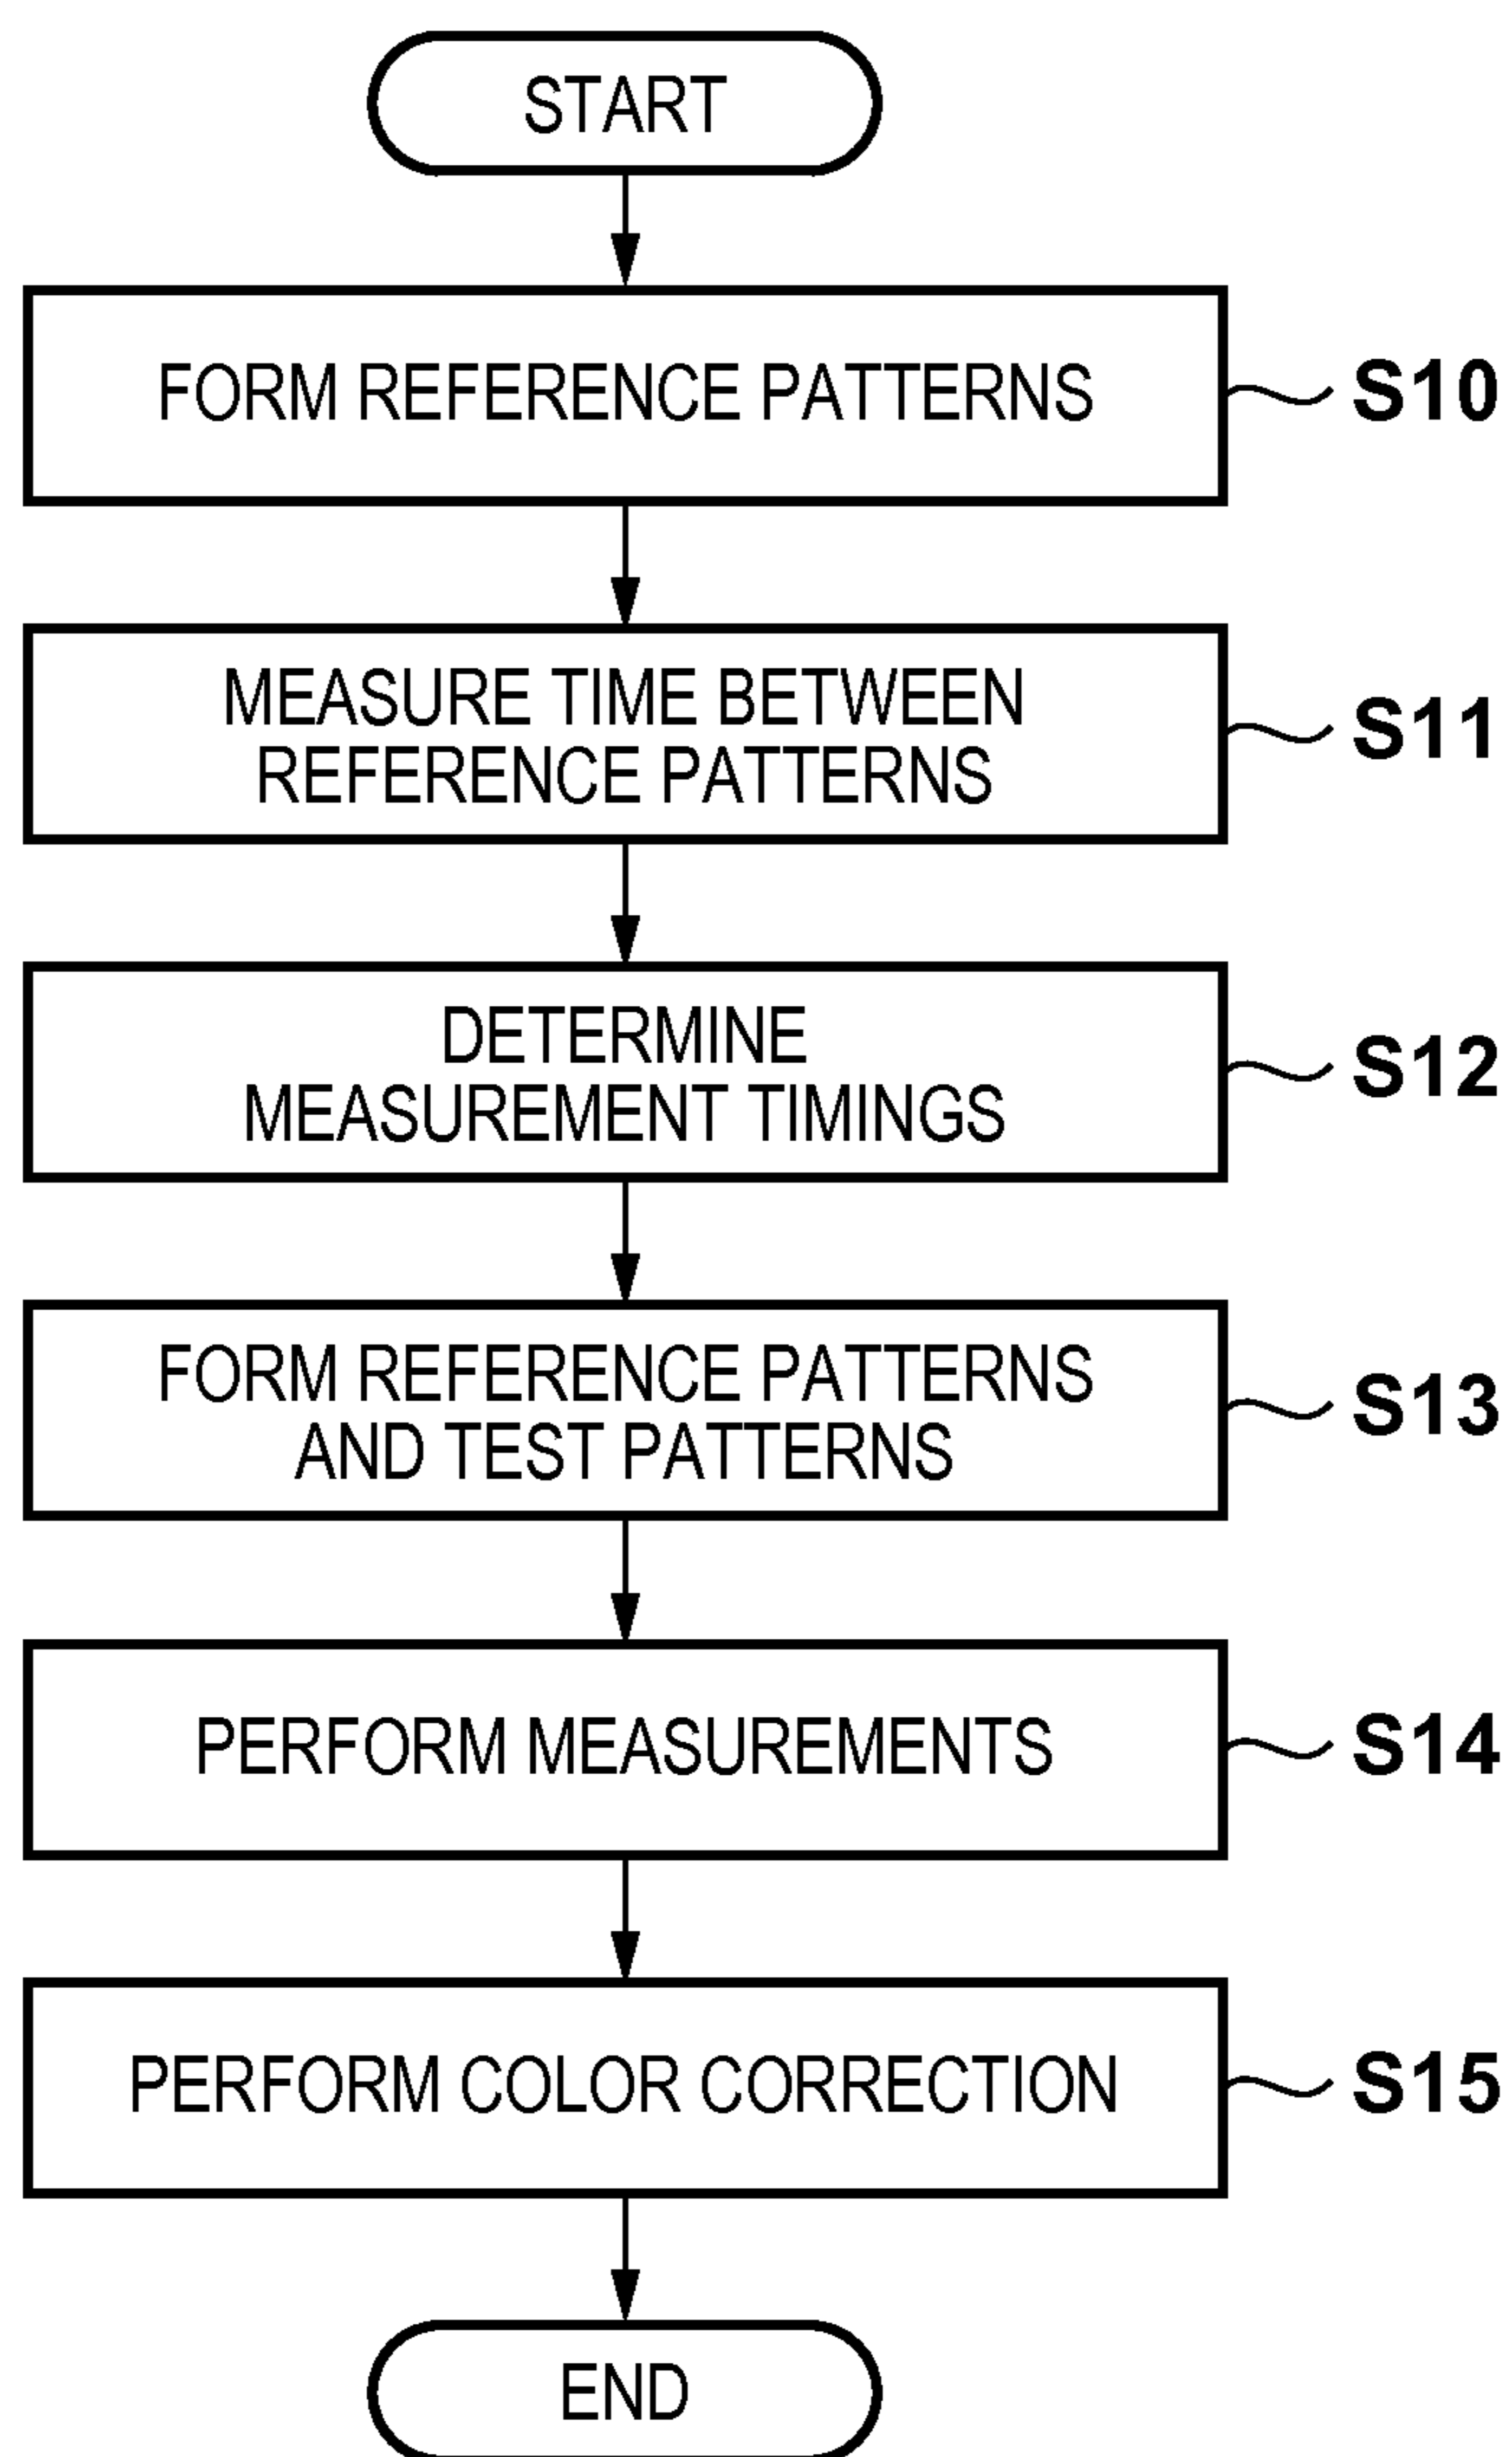 START
FORM REFERENCE PATTERNS
S10
MEASURE TIME BETWEEN
REFERENCE PATTERNS
S11
DETERMINE
MEASUREMENT TIMINGS
S12
FORM REFERENCE PATTERNS
AND TEST PATTERNS
S13
PERFORM MEASUREMENTS
S14
PERFORM COLOR CORRECTION
S15
END